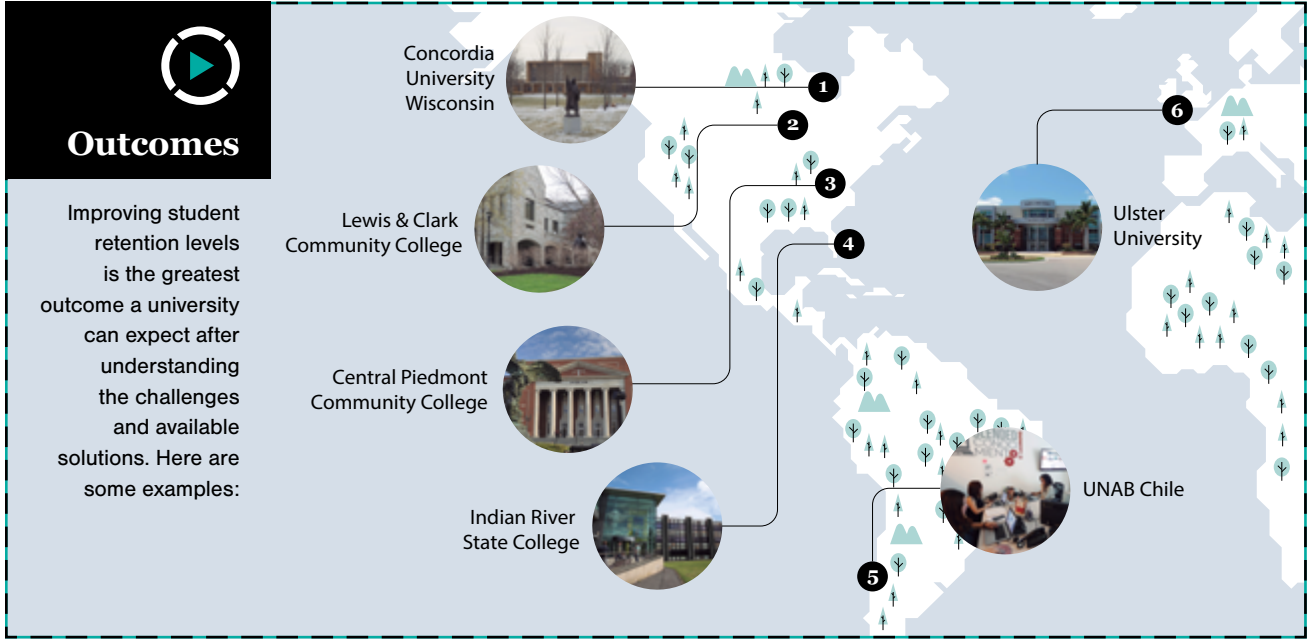 Outcomes
Improving student
retention levels
is the greatest
outcome a university
can expect after
understanding
the challenges
and available
solutions. Here are
some examples:
Concordia
University
Wisconsin
1
Lewis & Clark
Community College
2
Central Piedmont
Community College
3
Indian River
State College
4
UNAB Chile
5
Ulster
University
6